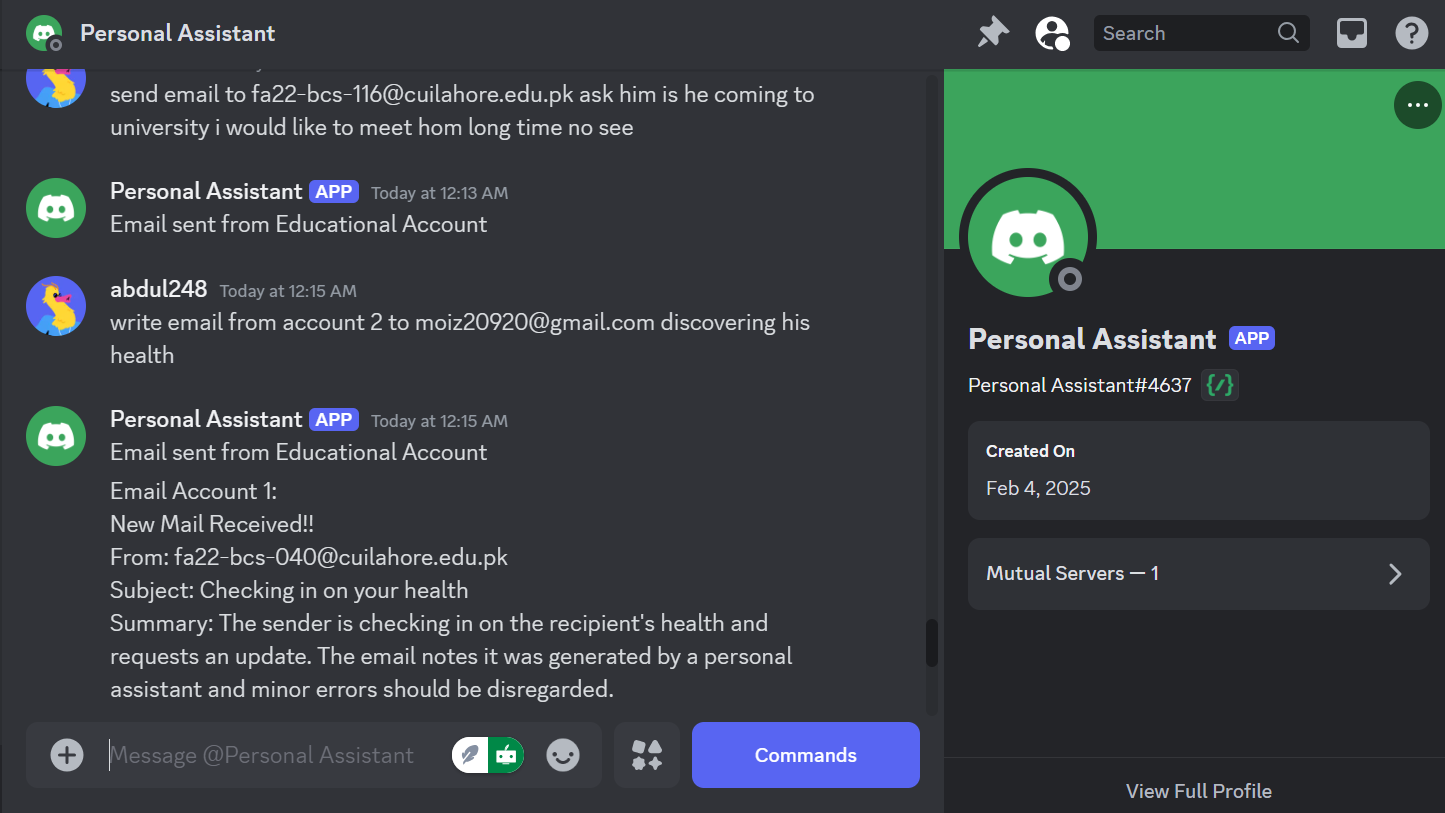 Personal Assistant
Search
send email to fa22-bcs-116@cuilahore.edu.pk ask him is he coming to
university i would like to meet hom long time no see
Personal Assistant APP Today at 12:13 AM
Email sent from Educational Account
abdul248 Today at 12:15 AM
write email from account 2 to moiz20920@gmail.com discovering his
health
Personal Assistant APP Today at 12:15 AM
Email sent from Educational Account
Email Account 1:
New Mail Received!!
From: fa22-bcs-040@cuilahore.edu.pk
Subject: Checking in on your health
Summary: The sender is checking in on the recipient's health and
requests an update. The email notes it was generated by a personal
assistant and minor errors should be disregarded.
Message @Personal Assistant
Commands
Personal Assistant APP
Personal Assistant#4637
Created On
Feb 4, 2025
Mutual Servers — 1
View Full Profile